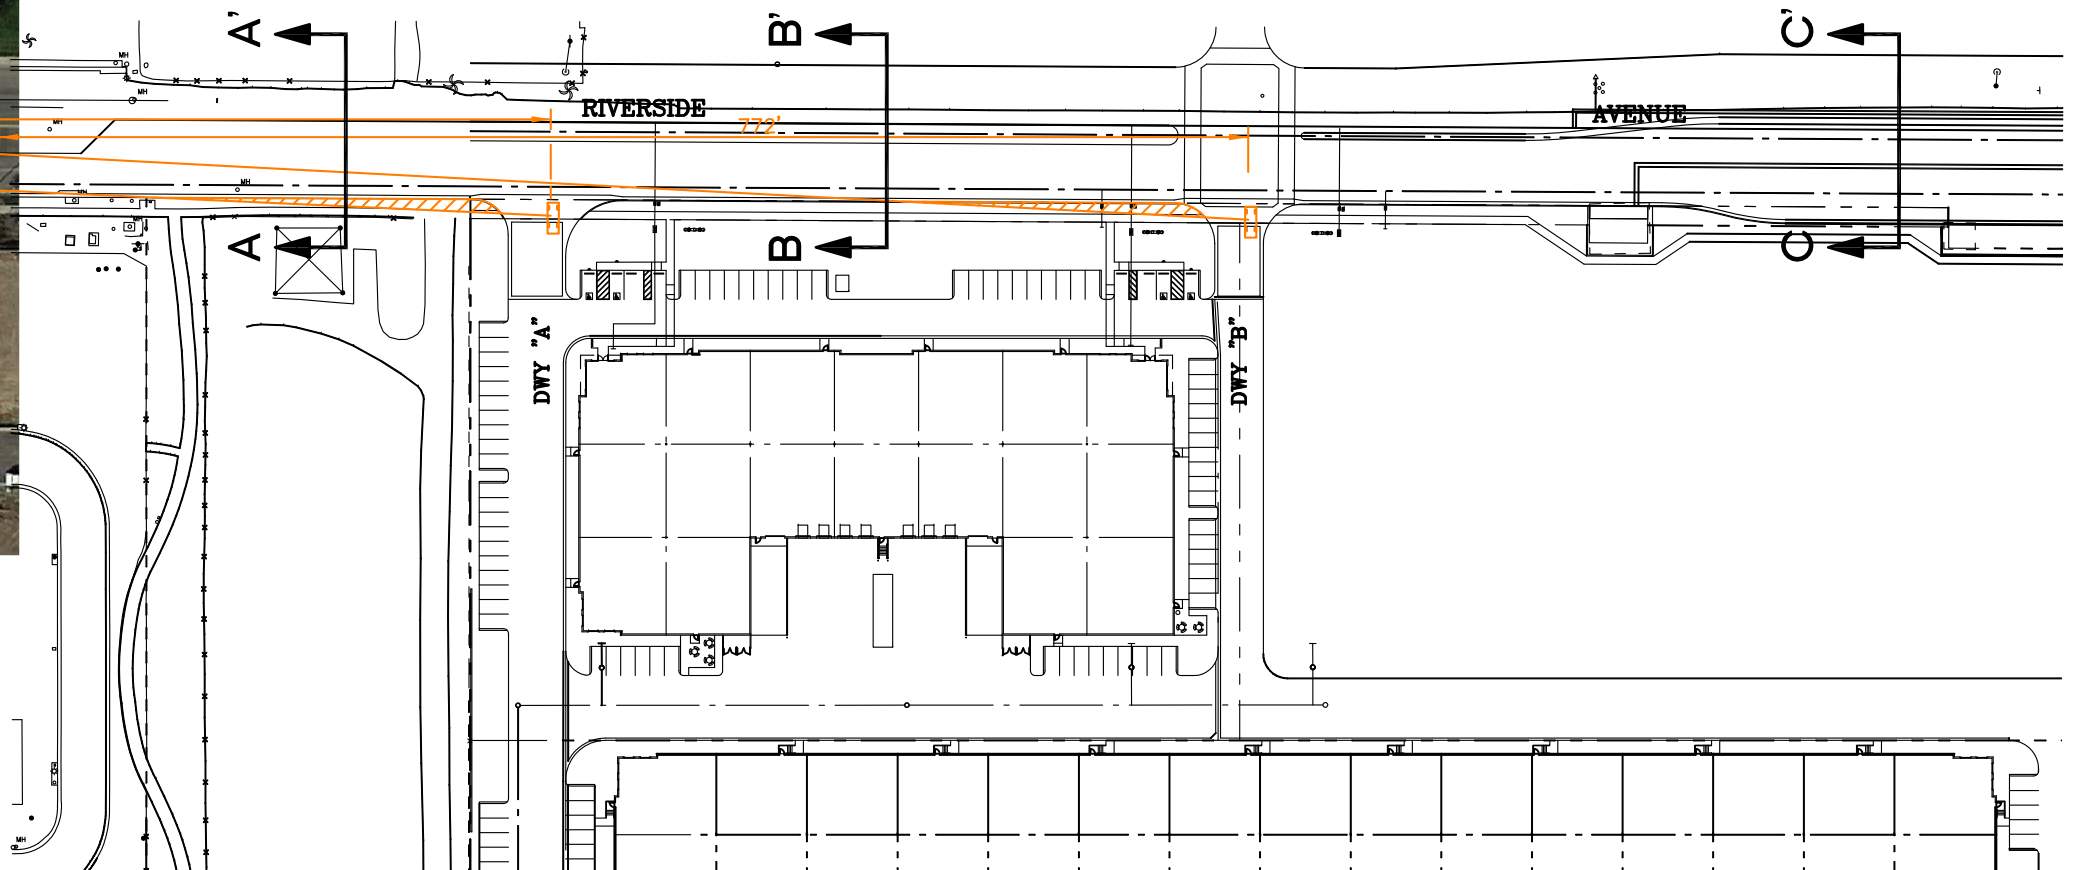 A'
B'
C'
MH
MH
RIVERSIDE
AVENUE
772'
MH
MH
MH
A
B
C
DWY "A"
DWY "B"
MH